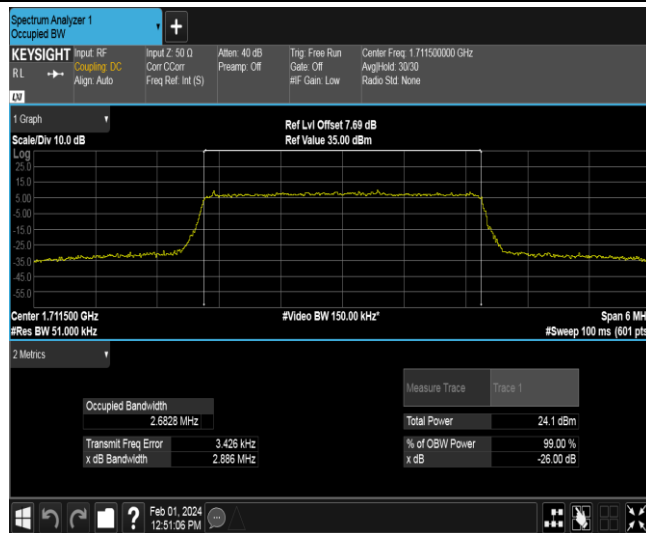 Spectrum Analyzer 1
Occupied BW
+
KEYSIGHT
RL
Input: RF
Coupling: DC
Align: Auto
Input Z: 50 Ω
Corr CCorr
Freq Ref: Int (S)
Atten: 40 dB
Preamp: Off
Trig: Free Run
Gate: Off
#IF Gain: Low
Center Freq: 1.711500000 GHz
Avg|Hold: 30/30
Radio Std: None
1 Graph
Scale/Div 10.0 dB
Ref Lvl Offset 7.69 dB
Ref Value 35.00 dBm
Log
25.0
15.0
5.00
-5.00
-15.0
-25.0
-35.0
-45.0
-55.0
Center 1.711500 GHz
#Res BW 51.000 kHz
#Video BW 150.00 kHz*
Span 6 MH
#Sweep 100 ms (601 pts
2 Metrics
Measure Trace Trace 1
Occupied Bandwidth
2.6828 MHz
Total Power 24.1 dBm
Transmit Freq Error 3.426 kHz
% of OBW Power 99.00 %
x dB Bandwidth 2.886 MHz
x dB -26.00 dB
?
Feb 01, 2024
12:51:06 PM